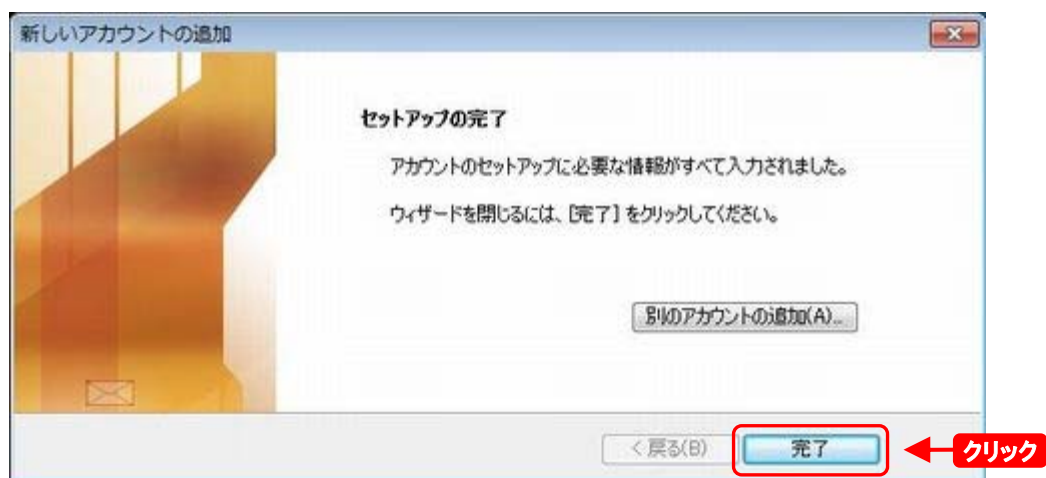 新しいアカウントの追加
セットアップの完了
アカウントのセットアップに必要な情報がすべて入力されました。
ウィザードを閉じるには、[完了] をクリックしてください。
別のアカウントの追加(A)...
< 戻る(B)
完了
クリック